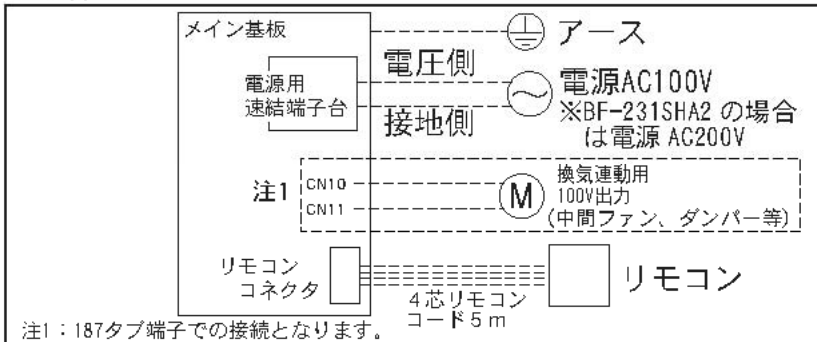 メイン基板
アース
電圧側
電源用
速結端子台
接地側
電源AC100V
※BF-231SHA2 の場合
は電源 AC200V
注1
CN10
CN11
M
換気連動用
100V出力
(中間ファン、ダンパー等)
リモコン
コネクタ
4芯リモコン
コード5m
リモコン
注1：187タブ端子での接続となります。